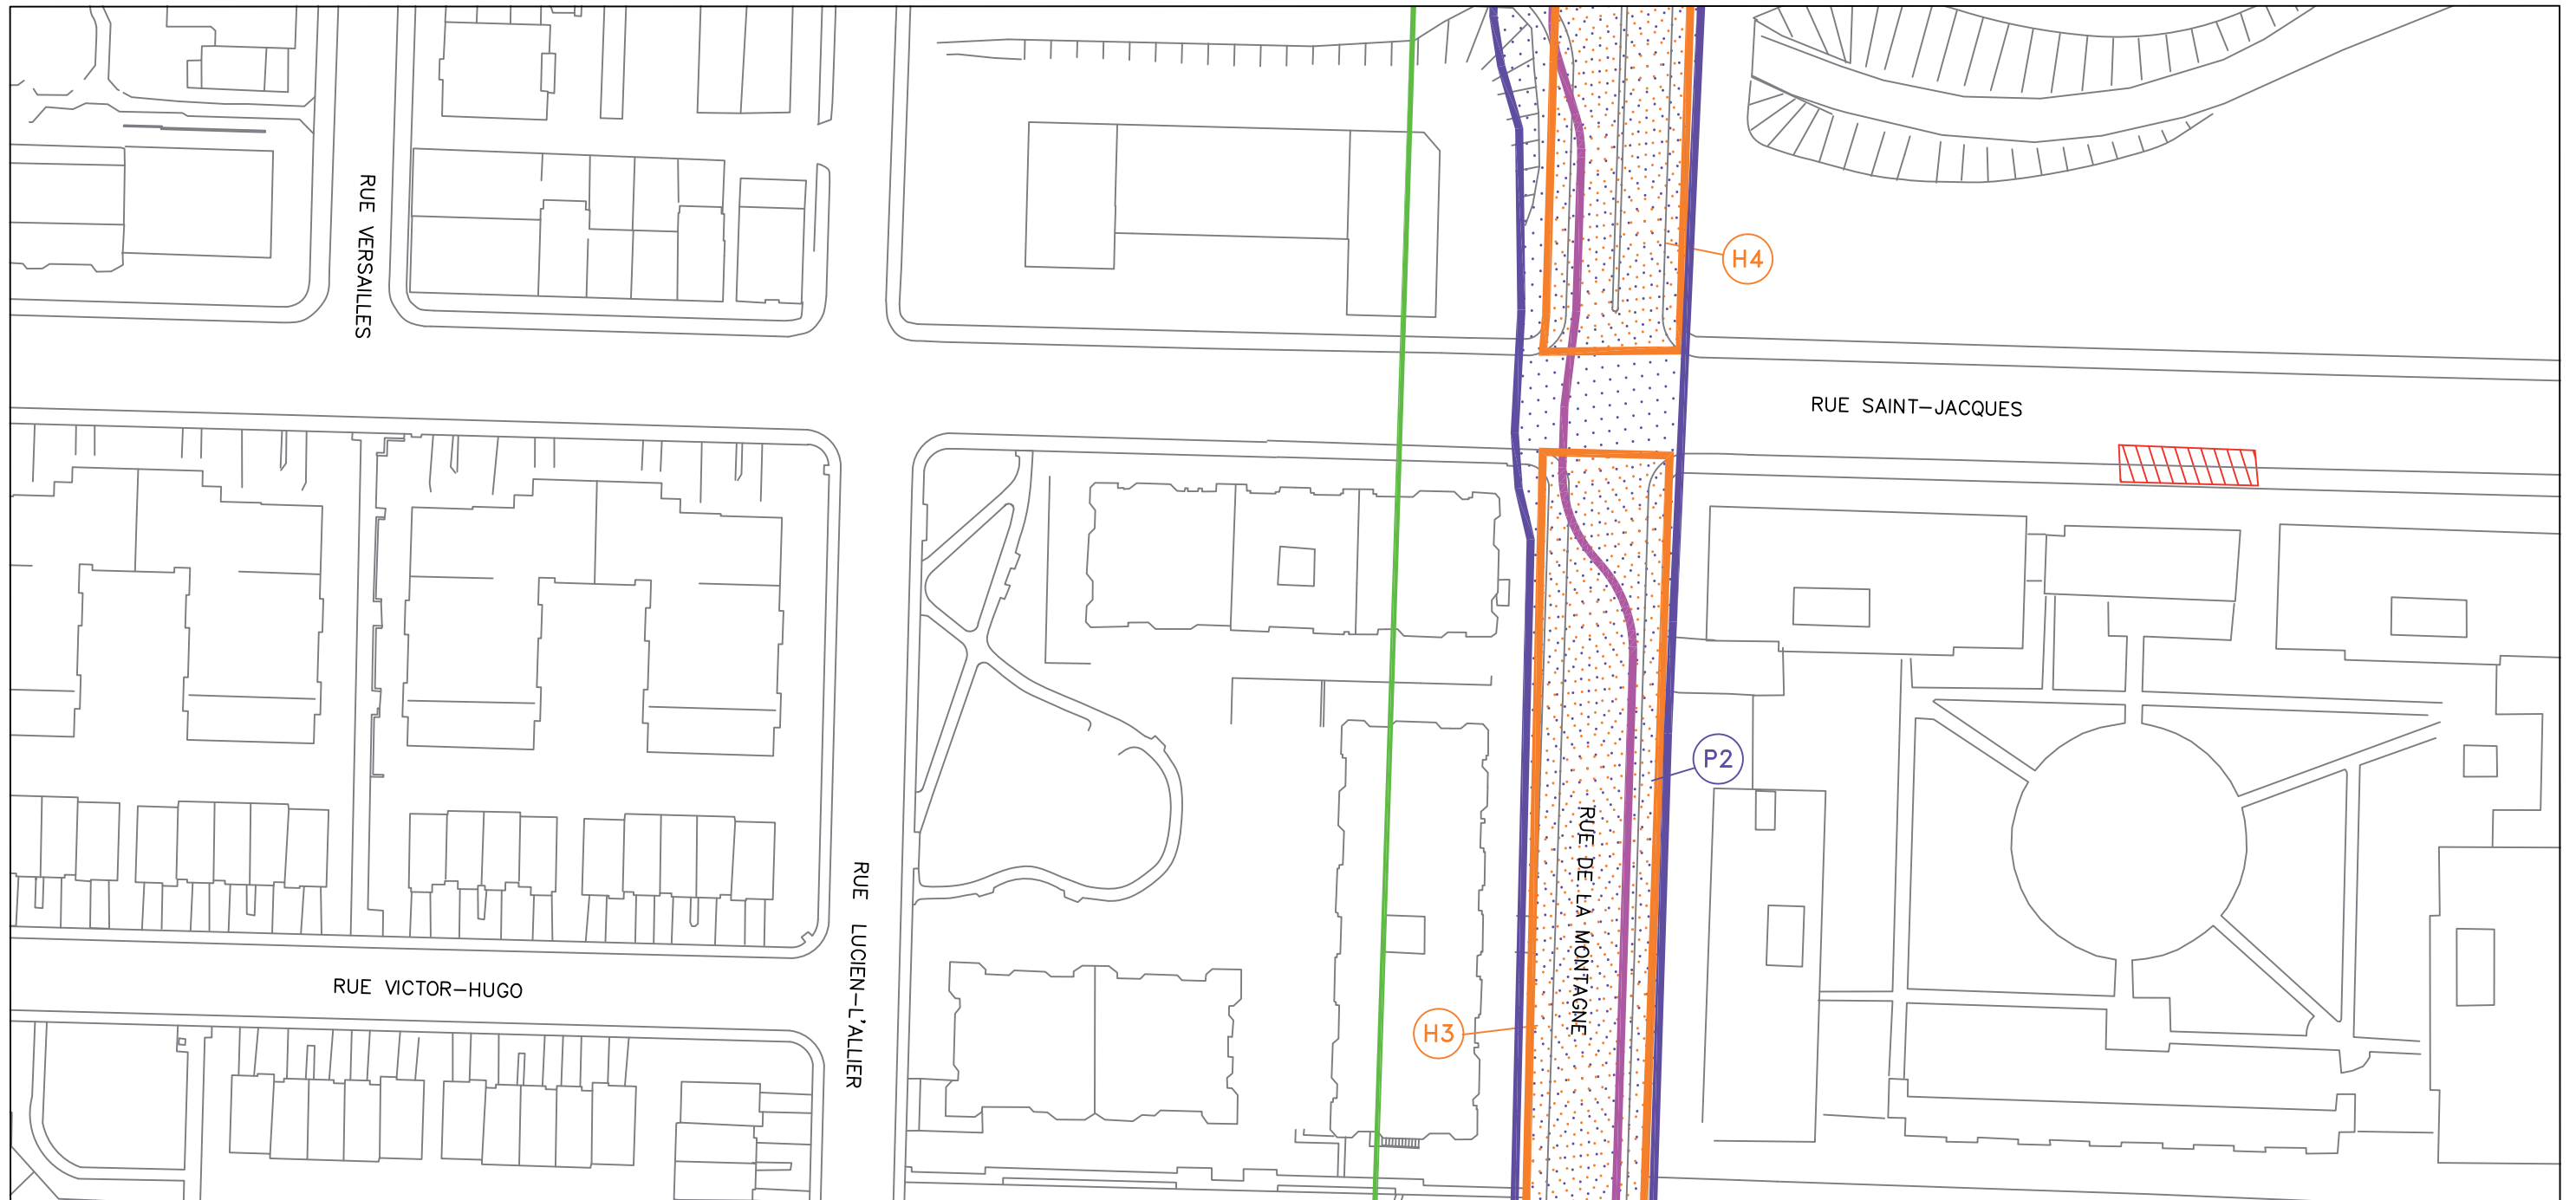 RUE VERSAILLES
H4
RUE SAINT-JACQUES
P2
RUE DE LA MONTAGNE
RUE LUCIEN-L'ALLIER
RUE VICTOR-HUGO
H3